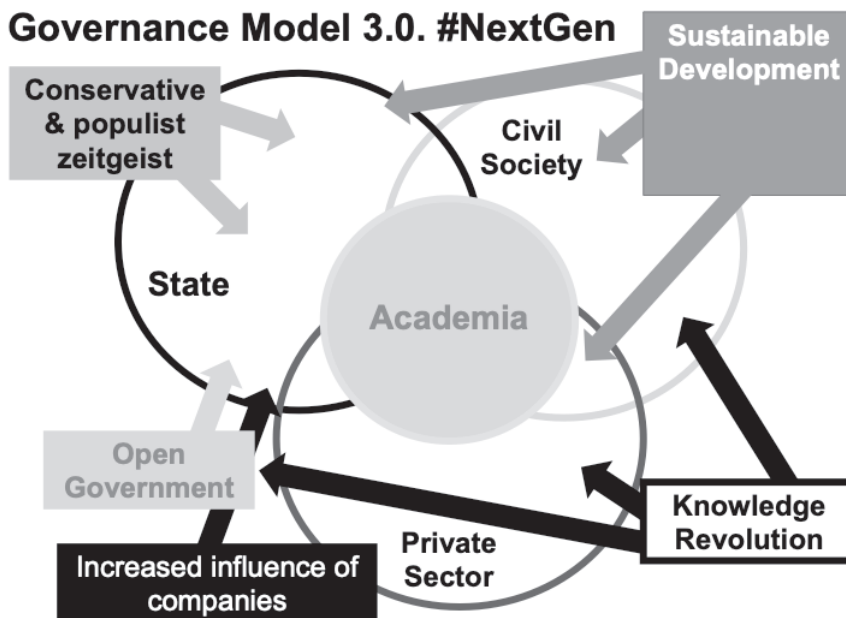 Governance Model 3.0. #NextGen
Conservative
& populist
zeitgeist
Sustainable
Development
Civil
Society
State
Academia
Open
Government
Knowledge
Revolution
Private
Sector
Increased influence of
companies